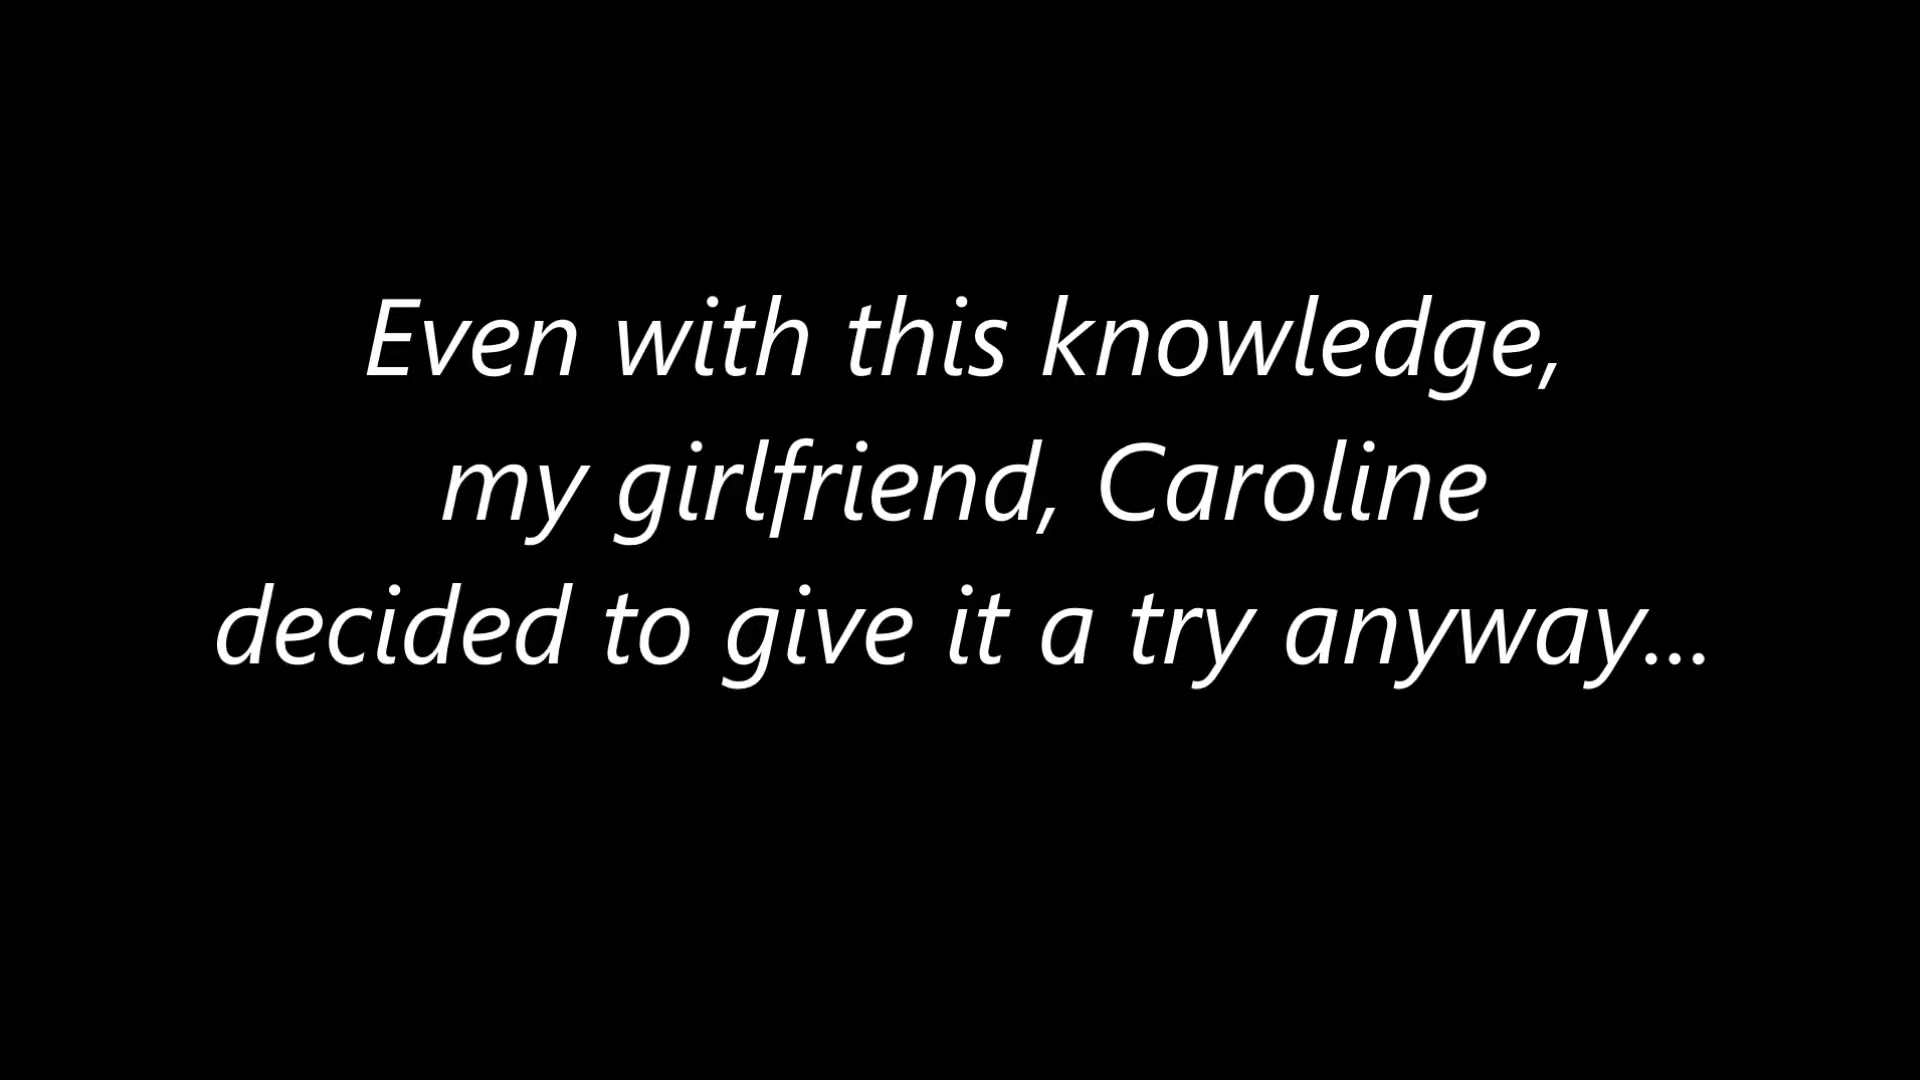 Even with this knowledge,
my girlfriend, Caroline
decided to give it a try anyway...